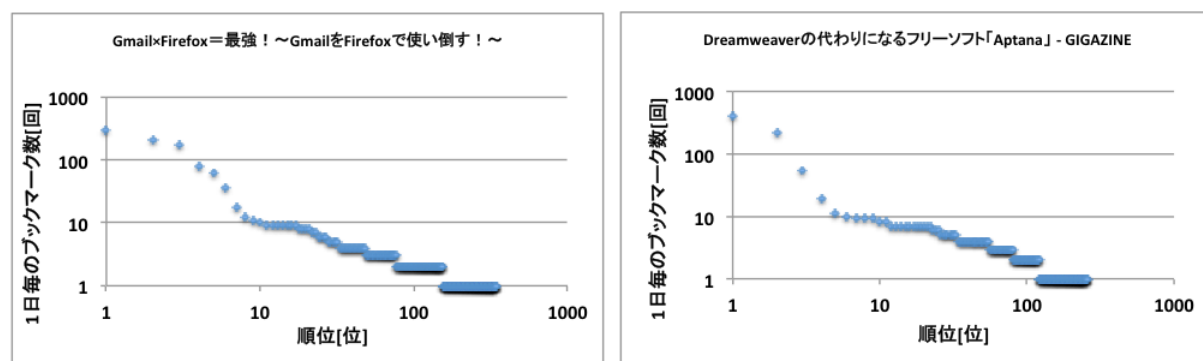 Gmail×Firefox＝最強！～GmailをFirefoxで使い倒す！～
1日毎のブックマーク数[回]
1000
100
10
1
1
10
100
1000
順位[位]
Dreamweaverの代わりになるフリーソフト「Aptana」 - GIGAZINE
1日毎のブックマーク数[回]
1000
100
10
1
1
10
100
1000
順位[位]